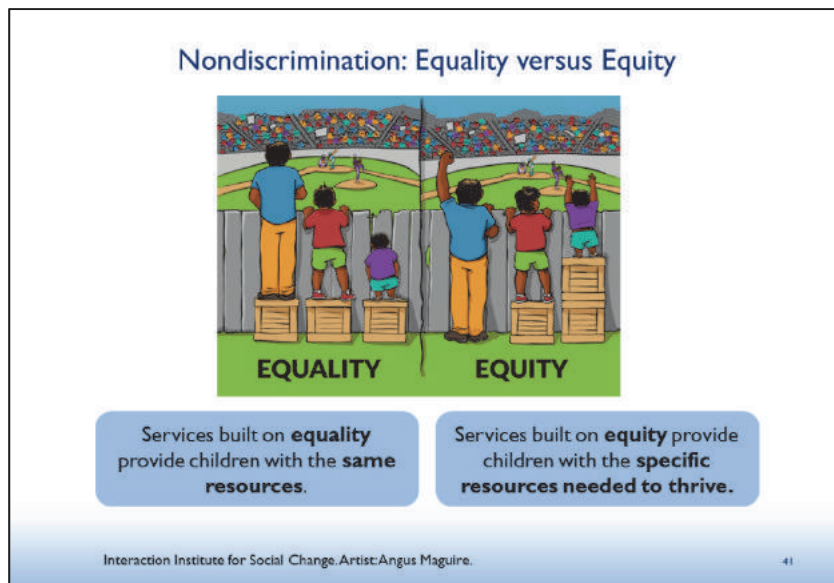 Nondiscrimination: Equality versus Equity
EQUALITY
EQUITY
Services built on equality
provide children with the same
resources.
Services built on equity provide
children with the specific
resources needed to thrive.
Interaction Institute for Social Change. Artist: Angus Maguire.
41